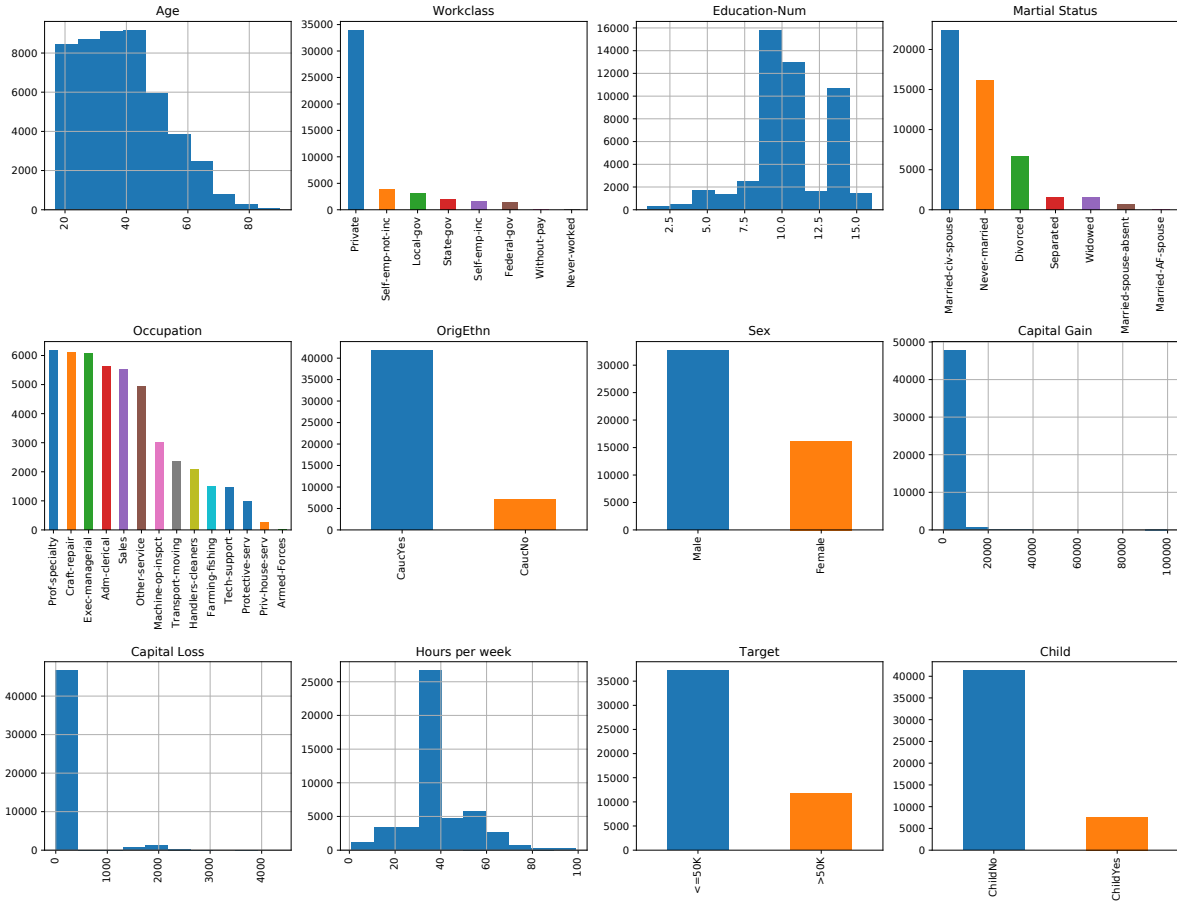 Age
8000
6000
4000
2000
0
20
40
60
80
Workclass
35000
30000
25000
20000
15000
10000
5000
0
Private
Self-emp-not-inc
Local-gov
State-gov
Self-emp-inc
Federal-gov
Without-pay
Never-worked
Education-Num
16000
14000
12000
10000
8000
6000
4000
2000
0
2.5
5.0
7.5
10.0
12.5
15.0
Martial Status
20000
15000
10000
5000
0
Married-civ-spouse
Never-married
Divorced
Separated
Widowed
Married-spouse-absent
Married-AF-spouse
Occupation
6000
5000
4000
3000
2000
1000
0
Prof-specialty
Craft-repair
Exec-managerial
Adm-clerical
Sales
Other-service
Machine-op-inspct
Transport-moving
Handlers-cleaners
Farming-fishing
Tech-support
Protective-serv
Priv-house-serv
Armed-Forces
OrigEthn
40000
35000
30000
25000
20000
15000
10000
5000
0
CaucYes
CaucNo
Sex
30000
25000
20000
15000
10000
5000
0
Male
Female
Capital Gain
50000
40000
30000
20000
10000
0
0
20000
40000
60000
80000
100000
Capital Loss
40000
30000
20000
10000
0
0
1000
2000
3000
4000
Hours per week
25000
20000
15000
10000
5000
0
0
20
40
60
80
100
Target
35000
30000
25000
20000
15000
10000
5000
0
<=50K
>50K
Child
40000
35000
30000
25000
20000
15000
10000
5000
0
ChildNo
ChildYes